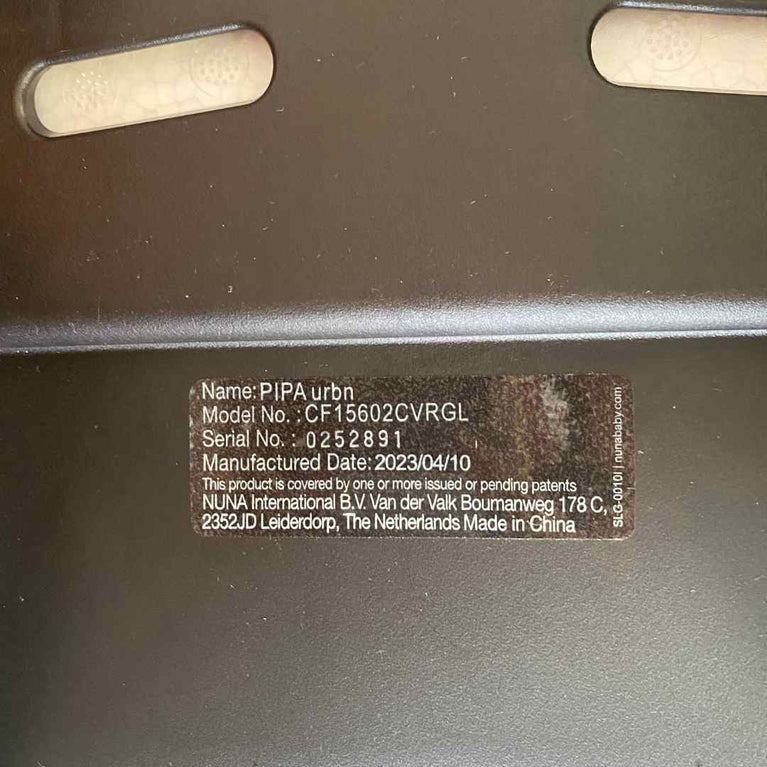 Name: PIPA urbn
Model No. : CF15602CVRGL
Serial No. : 0252891
Manufactured Date: 2023/04/10
This product is covered by one or more issued or pending patents
NUNA International B.V. Van der Valk Boumanweg 178 C,
2352JD Leiderdorp, The Netherlands Made in China
SLG-0010I | nunababy.com